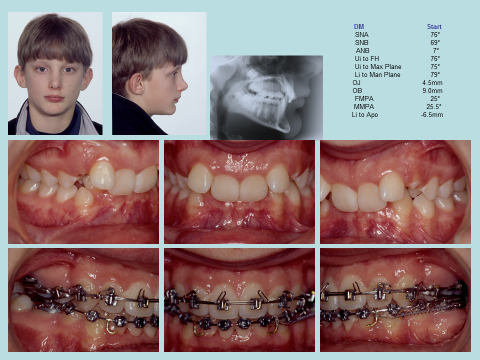 DM Start
SNA 76°
SNB 69°
ANB 7°
Ui to FH 76°
Ui to Max Plane 75°
Li to Man Plane 79°
OJ 4.5mm
OB 9.0mm
FMPA 25°
MMPA 25.5°
Li to Apo -6.5mm